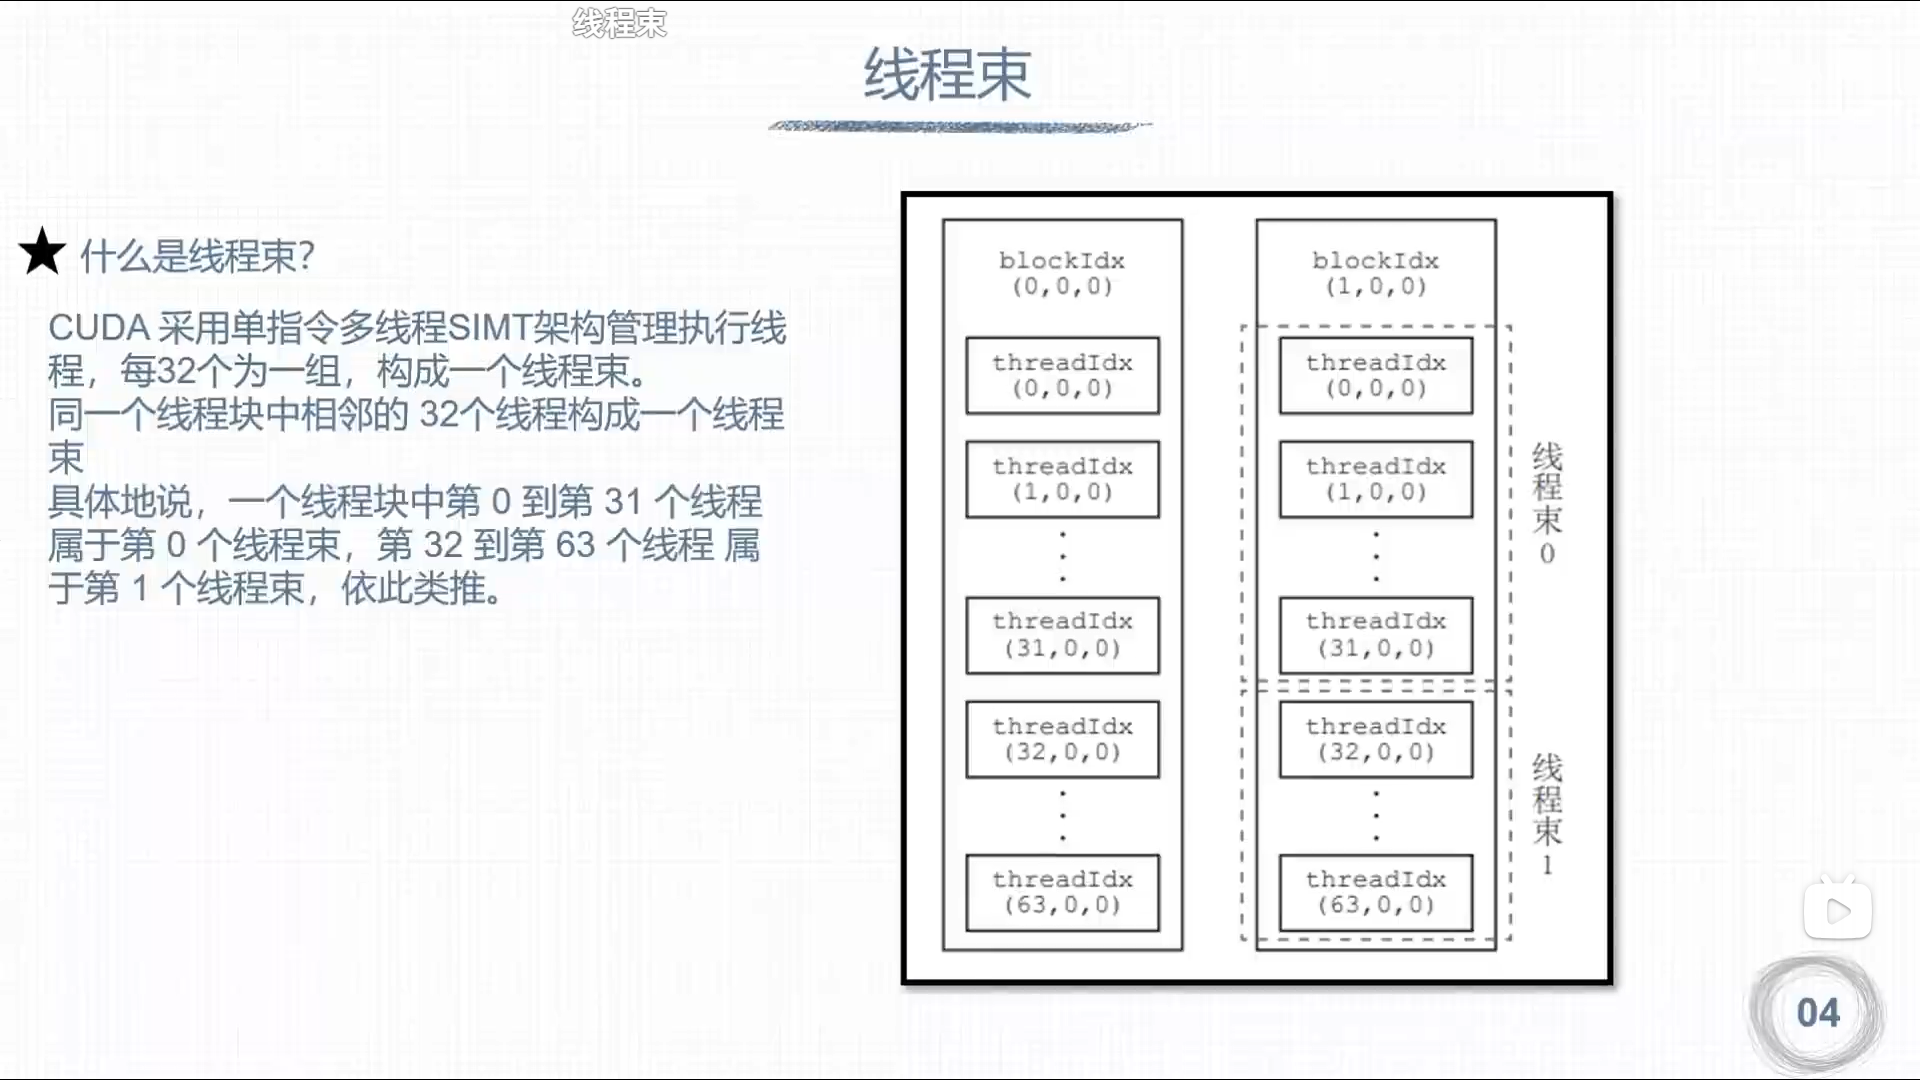 线程束
线程束
★ 什么是线程束?
CUDA 采用单指令多线程SIMT架构管理执行线
程，每32个为一组，构成一个线程束。
同一个线程块中相邻的 32个线程构成一个线程
束
具体地说，一个线程块中第 0 到第 31 个线程
属于第 0 个线程束，第 32 到第 63 个线程 属
于第 1 个线程束，依此类推。
blockIdx
(0,0,0)
threadIdx
(0,0,0)
threadIdx
(1,0,0)
threadIdx
(31,0,0)
threadIdx
(32,0,0)
threadIdx
(63,0,0)
blockIdx
(1,0,0)
threadIdx
(0,0,0)
threadIdx
(1,0,0)
threadIdx
(31,0,0)
threadIdx
(32,0,0)
threadIdx
(63,0,0)
线程束0
线程束1
04